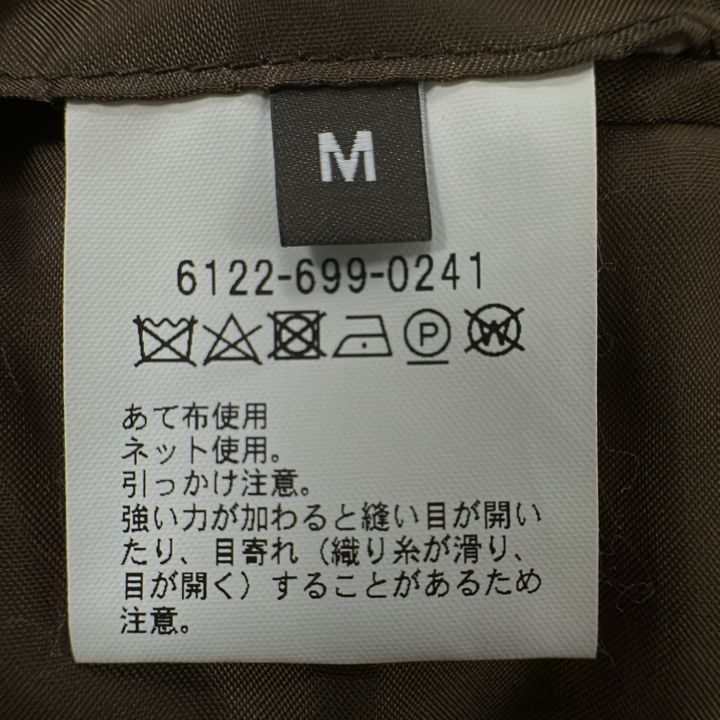 M
6122-699-0241
P
W
あて布使用
ネット使用。
引っかけ注意。
強い力が加わると縫い目が開い
たり、目寄れ（織り糸が滑り、
目が開く）することがあるため
注意。